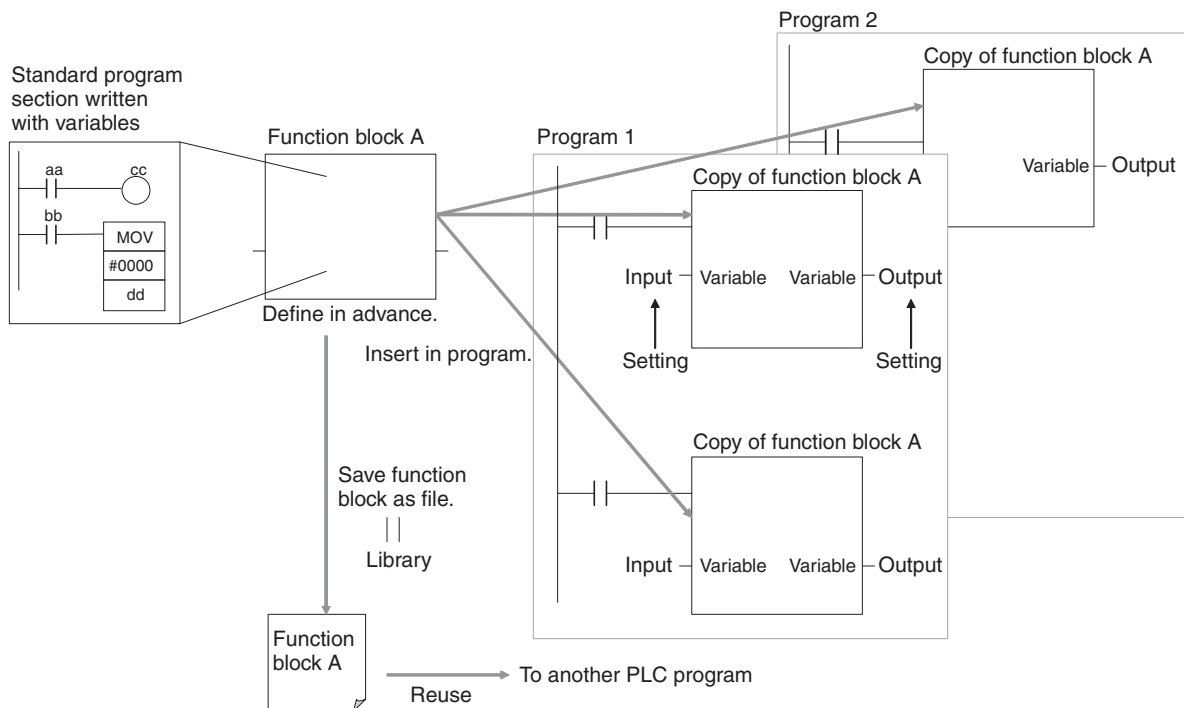 Program 2
Copy of function block A
Variable
Output
Standard program
section written
with variables
aa
cc
bb
MOV
#0000
dd
Function block A
Define in advance.
Insert in program.
Program 1
Copy of function block A
Input
Variable
Variable
Output
Setting
Setting
Copy of function block A
Input
Variable
Variable
Output
Save function
block as file.
Library
Function
block A
Reuse
To another PLC program